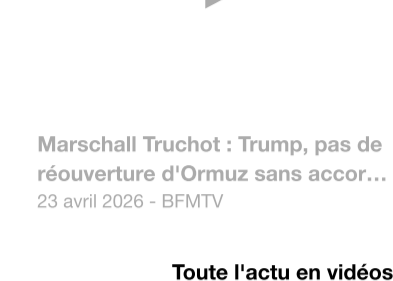 Marschall Truchot : Trump, pas de
réouverture d'Ormuz sans accor...
23 avril 2026 - BFMTV
Toute l'actu en vidéos